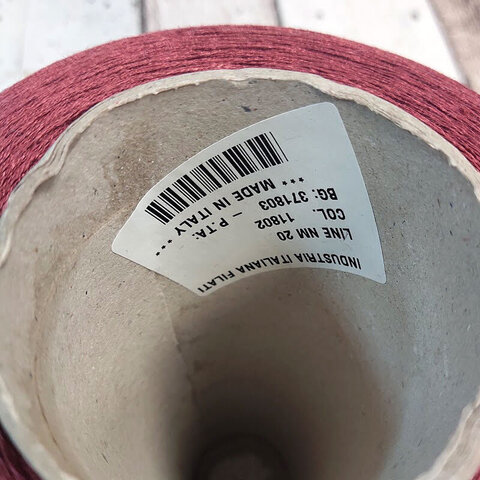 INDUSTRIA ITALIANA FILATI
LINE NM 20
COL. 11802 - P.TA:
BG: 371803
*** MADE IN ITALY ***